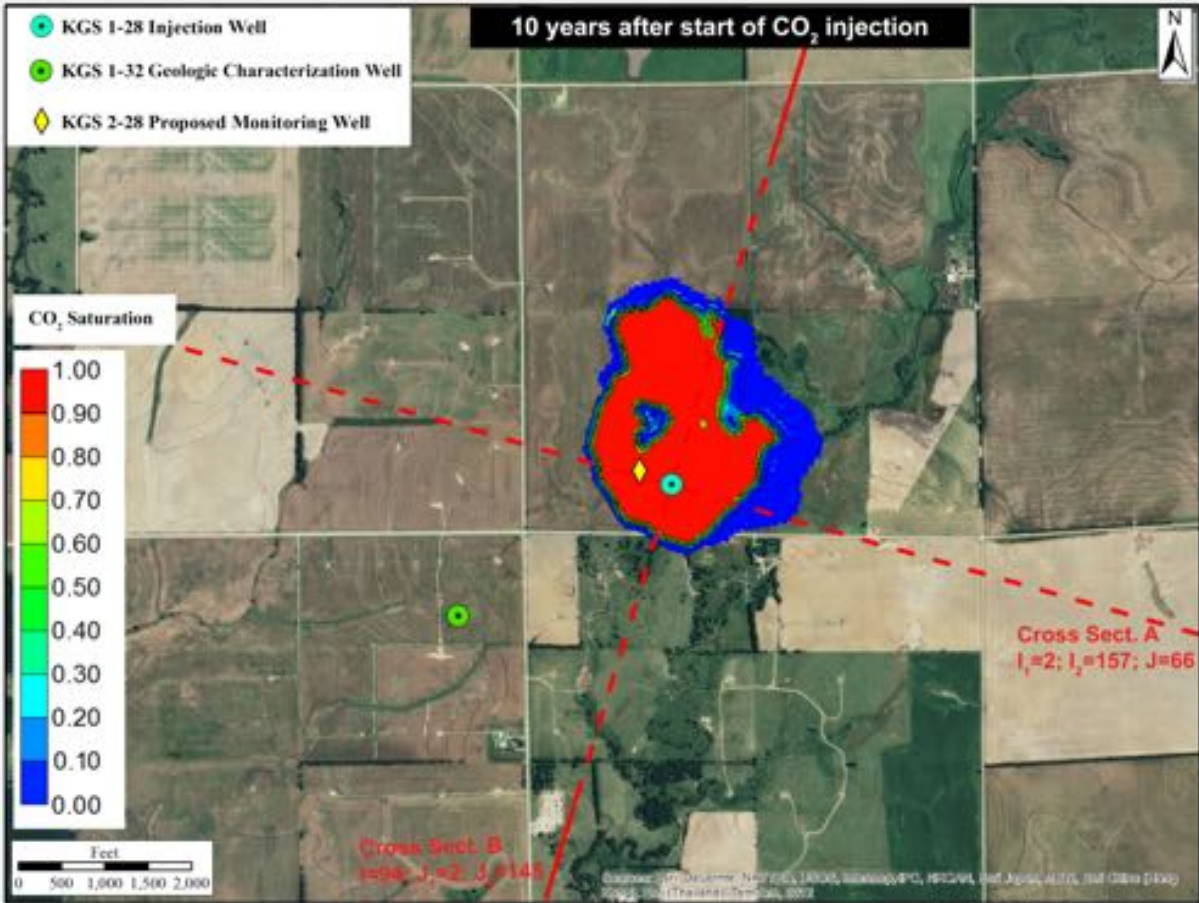 KGS 1-28 Injection Well
KGS 1-32 Geologic Characterization Well
KGS 2-28 Proposed Monitoring Well
10 years after start of CO₂ injection
N
CO₂ Saturation
1.00
0.90
0.80
0.70
0.60
0.50
0.40
0.30
0.20
0.10
0.00
Cross Sect. A
I₁=2; I₂=157; J=66
Cross Sect. B
Feet
0 500 1,000 1,500 2,000